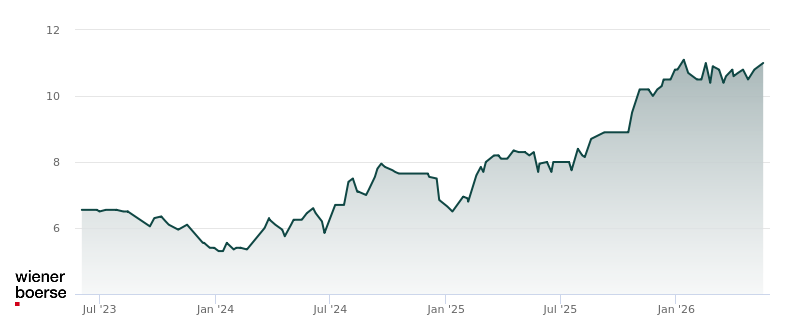 12
10
8
6
wiener
boerse
Jul '23
Jan '24
Jul '24
Jan '25
Jul '25
Jan '26